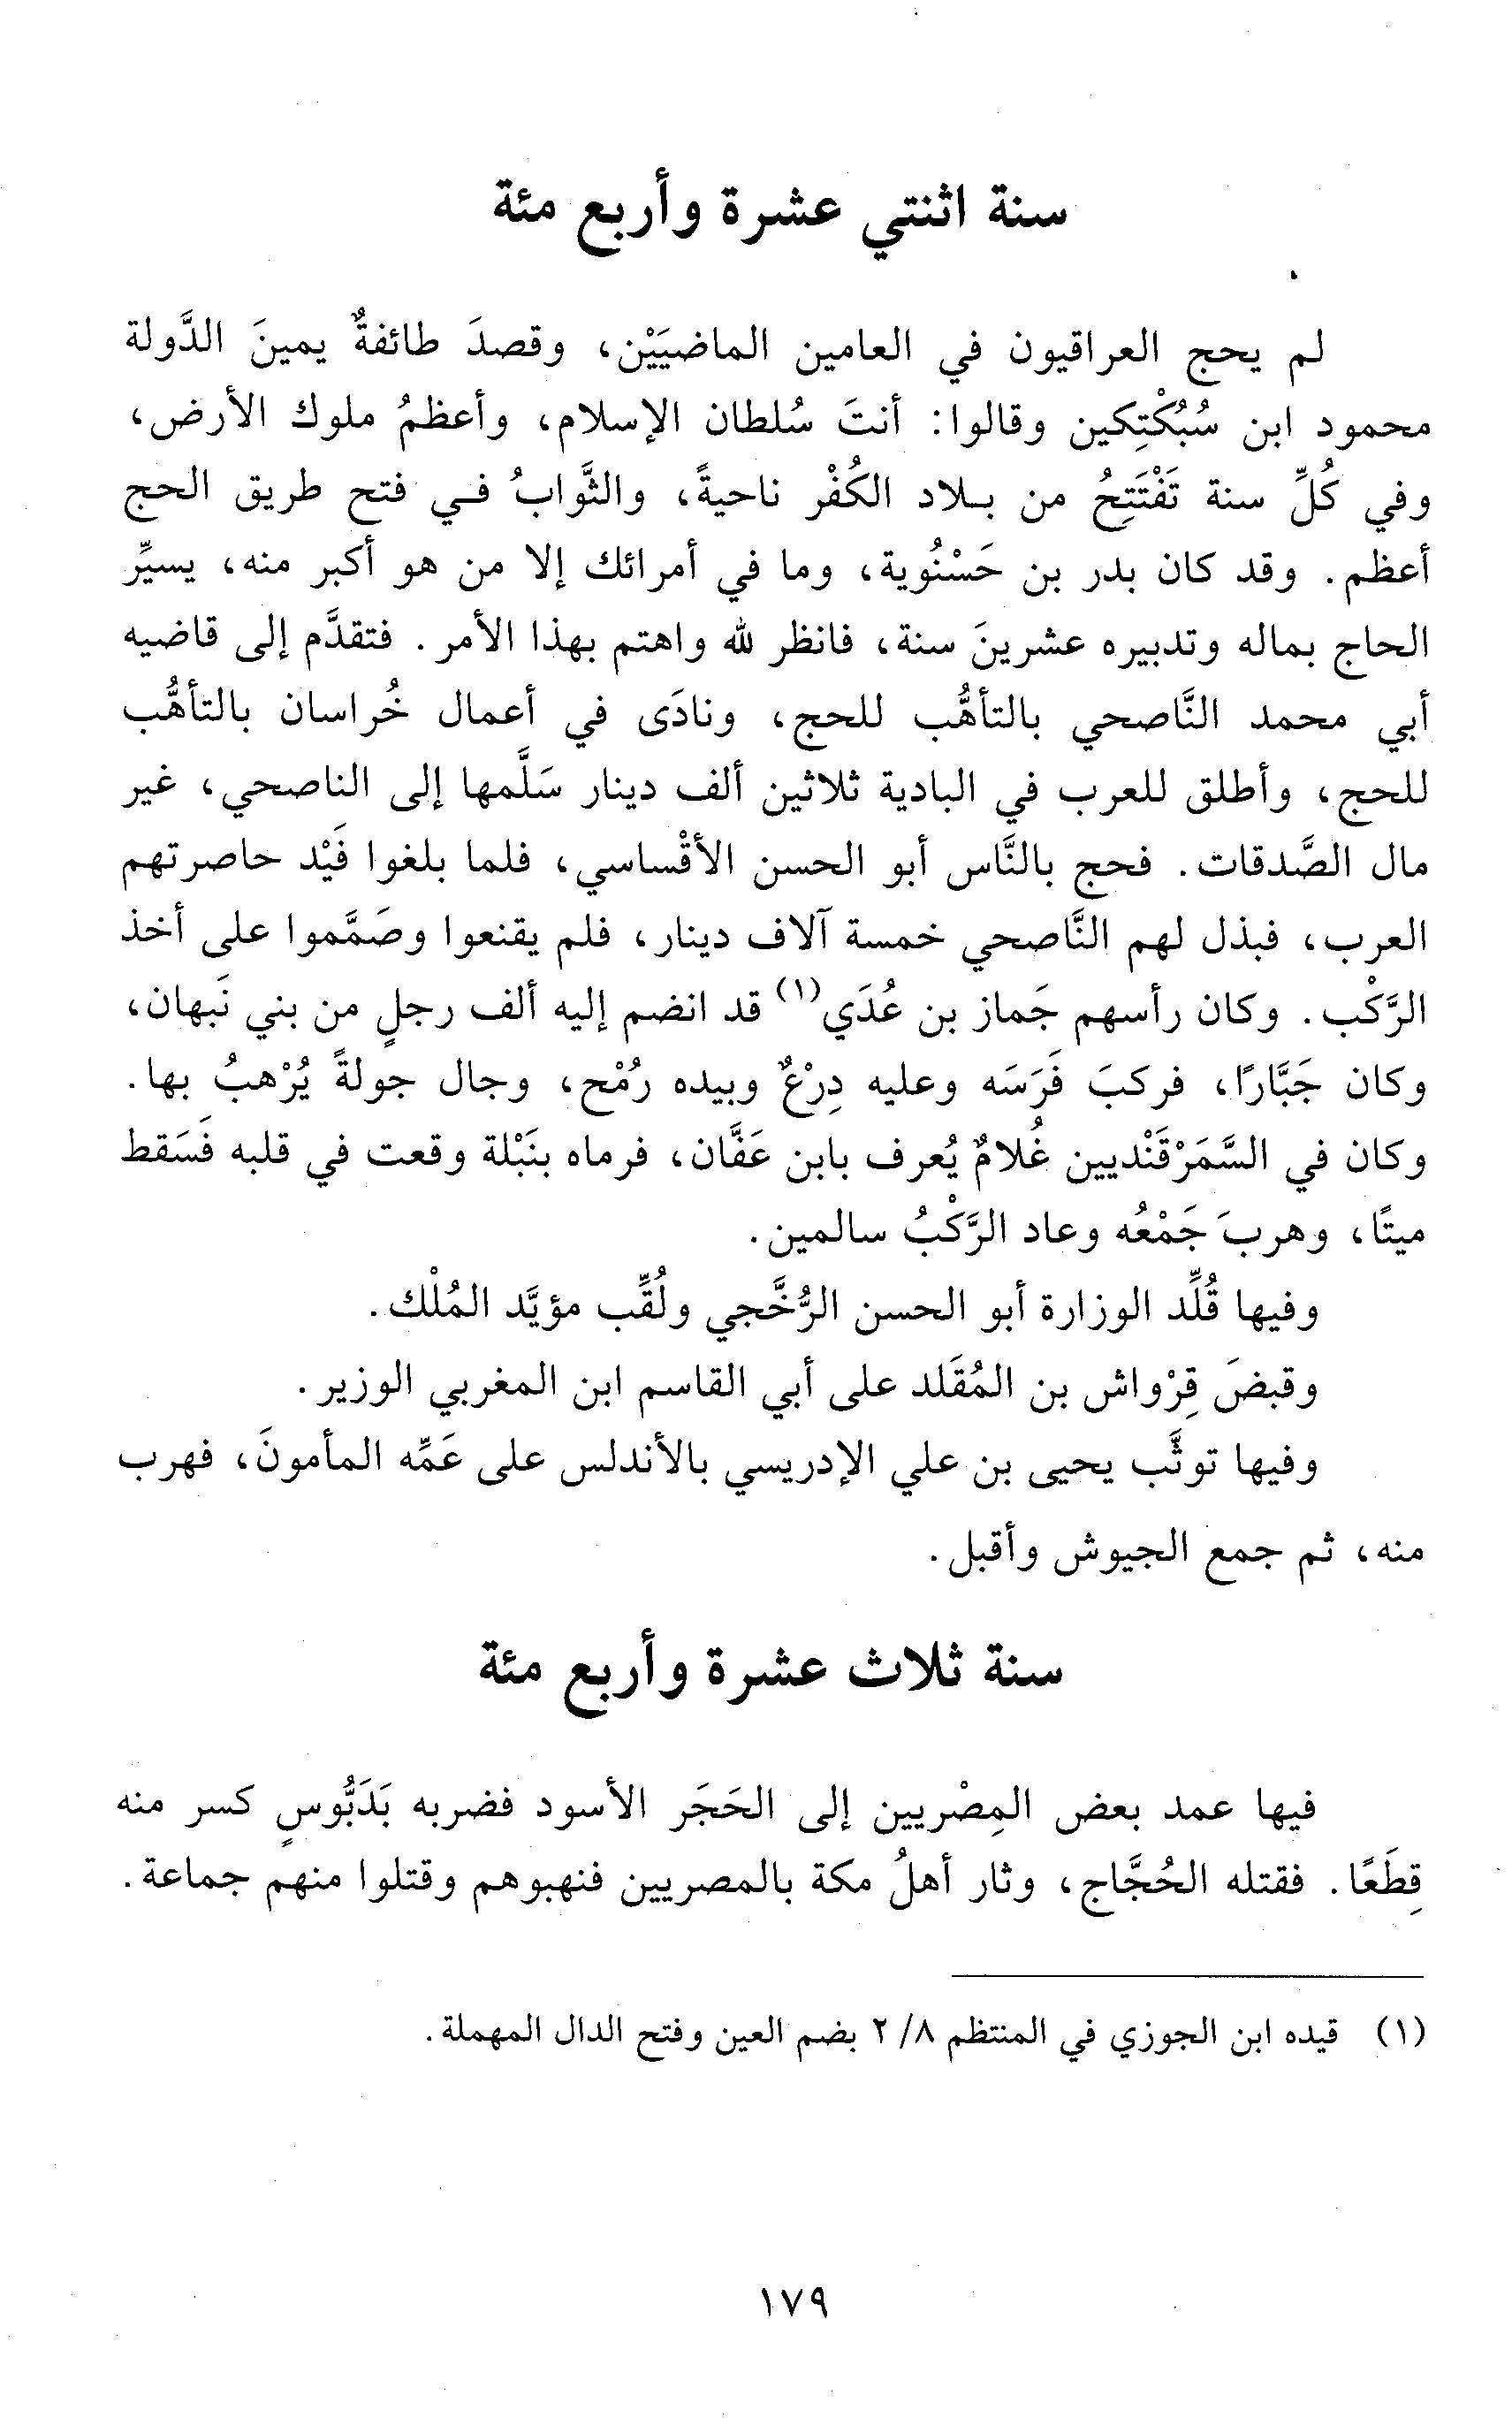 سنة اثنتي عشرة وأربع مئة
لم يحج العراقيون في العامين الماضيَيْن، وقصدَ طائفةٌ يمينَ الدَّولة
محمود ابن سُبُكْتِكين وقالوا: أنتَ سُلطان الإسلام، وأعظمُ ملوك الأرض،
وفي كُلِّ سنة تَفْتَتِحُ من بلاد الكُفْر ناحيةً، والثَّوابُ في فتح طريق الحج
أعظم. وقد كان بدر بن حَسْنُوية، وما في أمرائك إلا من هو أكبر منه، يسيِّر
الحاج بماله وتدبيره عشرينَ سنة، فانظر لله واهتم بهذا الأمر. فتقدَّم إلى قاضيه
أبي محمد النَّاصحي بالتأهُّب للحج، ونادَى في أعمال خُراسان بالتأهُّب
للحج، وأطلق للعرب في البادية ثلاثين ألف دينار سَلَّمها إلى الناصحي، غير
مال الصَّدقات. فحج بالنَّاس أبو الحسن الأقْساسي، فلما بلغوا فَيْد حاصرتهم
العرب، فبذل لهم النَّاصحي خمسة آلاف دينار، فلم يقنعوا وصَمَّموا على أخذ
الرَّكْب. وكان رأسهم جَماز بن عُدَي(١) قد انضم إليه ألف رجلٍ من بني نَبهان،
وكان جَبَّارًا، فركبَ فَرَسَه وعليه دِرْعٌ وبيده رُمْح، وجال جولةً يُرْهبُ بها.
وكان في السَّمَرْقَنْديين غُلامٌ يُعرف بابن عَفَّان، فرماه بنَبْلة وقعت في قلبه فَسَقط
ميتًا، وهربَ جَمْعُه وعاد الرَّكْبُ سالمين.
وفيها قُلِّد الوزارة أبو الحسن الرُّخَّجي ولُقِّب مؤيَّد المُلْك.
وقبضَ قِرْواش بن المُقَلد على أبي القاسم ابن المغربي الوزير.
وفيها توثَّب يحيى بن علي الإدريسي بالأندلس على عَمِّه المأمونَ، فهرب
منه، ثم جمع الجيوش وأقبل.
سنة ثلاث عشرة وأربع مئة
فيها عمد بعض المِصْريين إلى الحَجَر الأسود فضربه بَدَبُّوسٍ كسر منه
قِطَعًا. فقتله الحُجَّاج، وثار أهلُ مكة بالمصريين فنهبوهم وقتلوا منهم جماعة.
(١) قيده ابن الجوزي في المنتظم ٨/ ٢ بضم العين وفتح الدال المهملة.
١٧٩